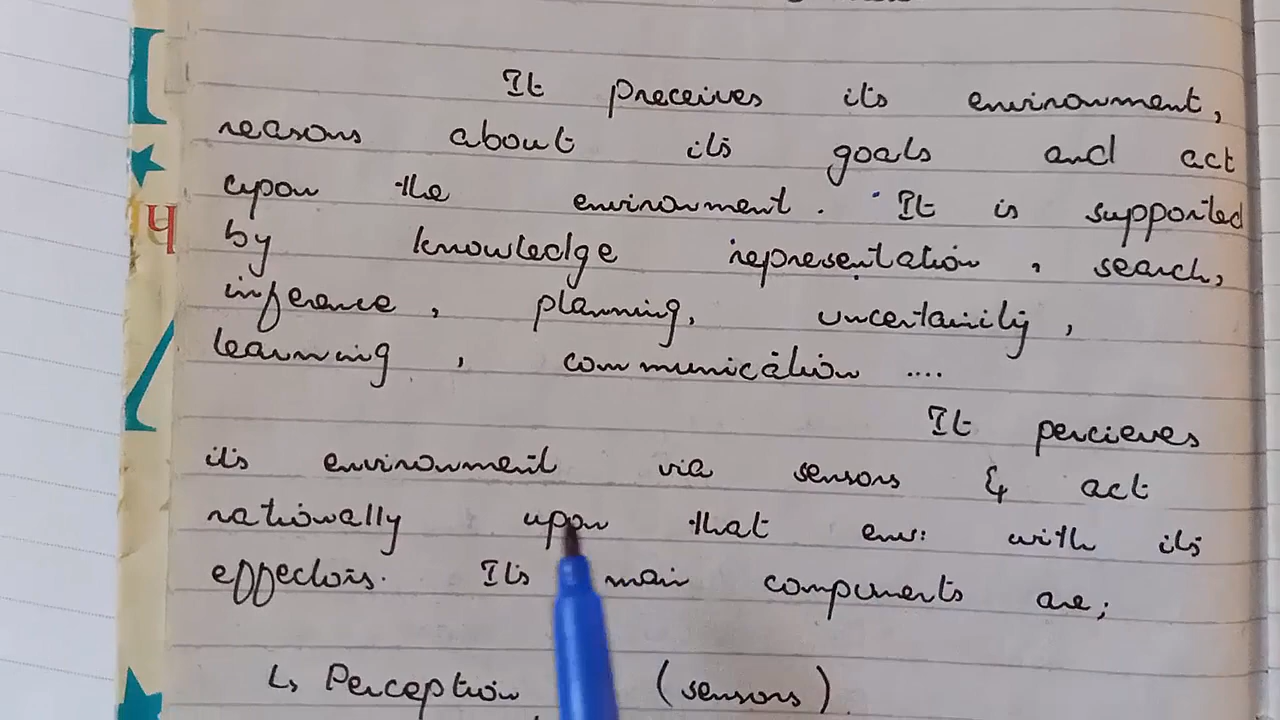 It preceives its environment,
reasons about its goals and act
upon the environment. It is supported
by knowledge representation, search,
inference, planning, uncertainity,
learning, communication ....
It percieves
its environment via sensors & act
rationally upon that env: with its
effectors. Its main components are;
↳ Perception (sensors)